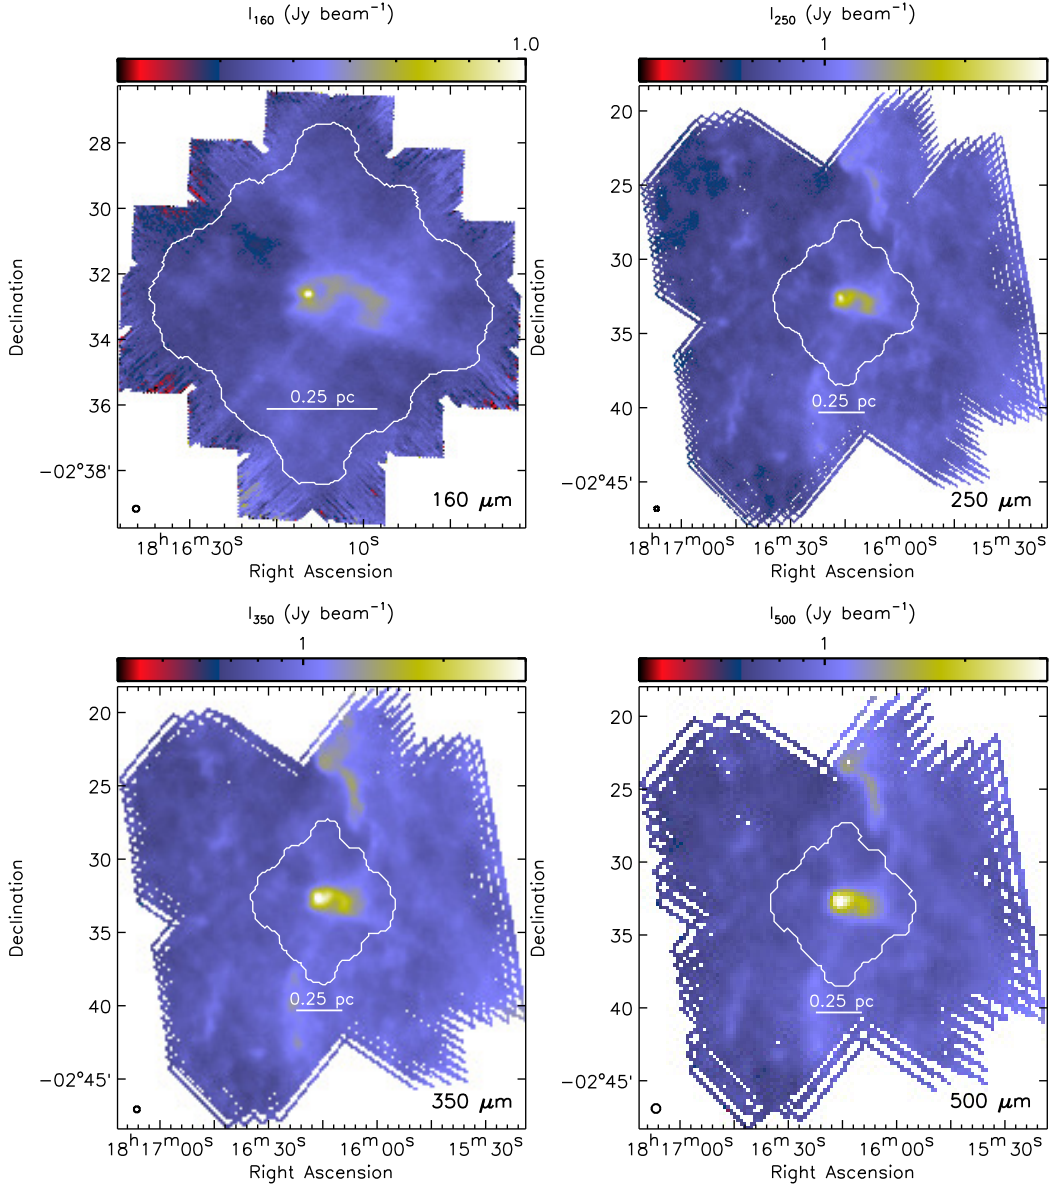 I₁₆₀ (Jy beam⁻¹)
1.0
28
30
32
34
36
−02°38'
Declination
0.25 pc
160 μm
18ʰ16ᵐ30ˢ 10ˢ
Right Ascension
I₂₅₀ (Jy beam⁻¹)
1
20
25
30
35
40
−02°45'
Declination
0.25 pc
250 μm
18ʰ17ᵐ00ˢ 16ᵐ30ˢ 16ᵐ00ˢ 15ᵐ30ˢ
Right Ascension
I₃₅₀ (Jy beam⁻¹)
1
20
25
30
35
40
−02°45'
Declination
0.25 pc
350 μm
18ʰ17ᵐ00ˢ 16ᵐ30ˢ 16ᵐ00ˢ 15ᵐ30ˢ
Right Ascension
I₅₀₀ (Jy beam⁻¹)
1
20
25
30
35
40
−02°45'
Declination
0.25 pc
500 μm
18ʰ17ᵐ00ˢ 16ᵐ30ˢ 16ᵐ00ˢ 15ᵐ30ˢ
Right Ascension